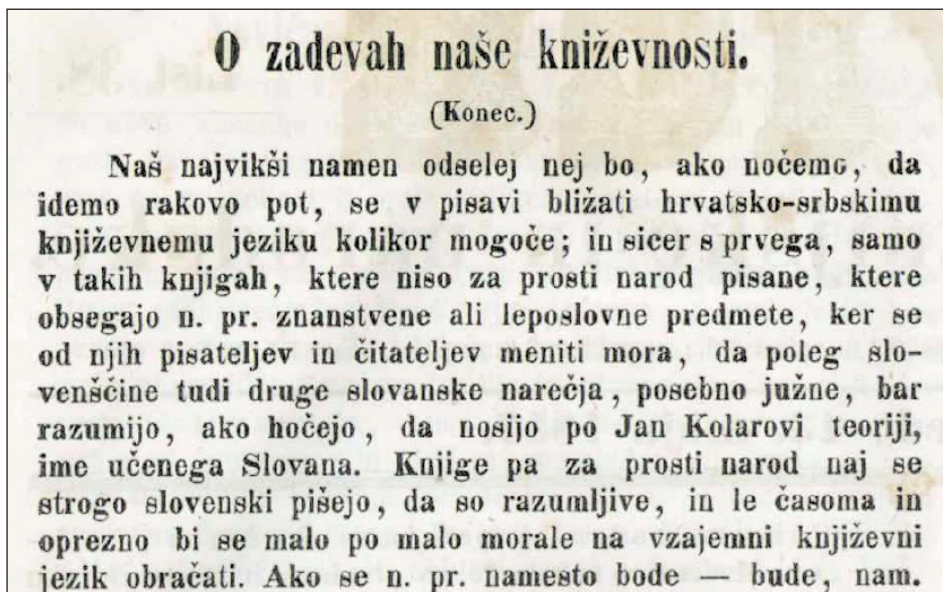 O zadevah naše kniževnosti.
(Konec.)
Naš najvikši namen odselej nej bo, ako nočemo, da
idemo rakovo pot, se v pisavi bližati hrvatsko-srbskimu
književnemu jeziku kolikor mogoče; in sicer s prvega, samo
v takih knjigah, ktere niso za prosti narod pisane, ktere
obsegajo n. pr. znanstvene ali leposlovne predmete, ker se
od njih pisateljev in čitateljev meniti mora, da poleg slo-
venščine tudi druge slovanske narečja, posebno južne, bar
razumijo, ako hočejo, da nosijo po Jan Kolarovi teoriji,
ime učenega Slovana. Knjige pa za prosti narod naj se
strogo slovenski pišejo, da so razumljive, in le časoma in
oprezno bi se malo po malo morale na vzajemni književni
jezik obračati. Ako se n. pr. namesto bode — bude, nam.